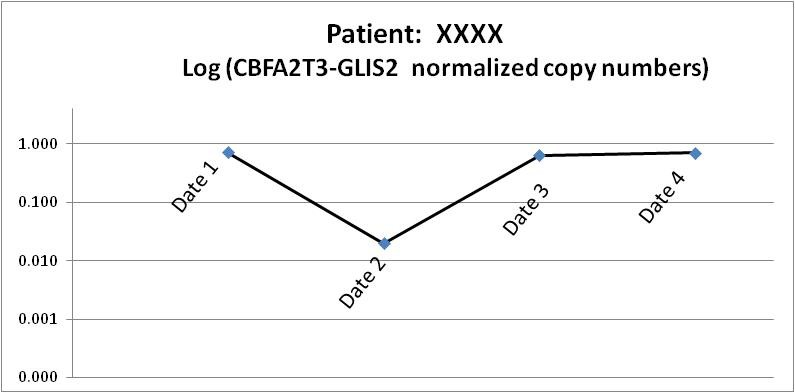 Patient: XXXX
Log (CBFA2T3-GLIS2 normalized copy numbers)
1.000
0.100
0.010
0.001
0.000
Date 1
Date 2
Date 3
Date 4